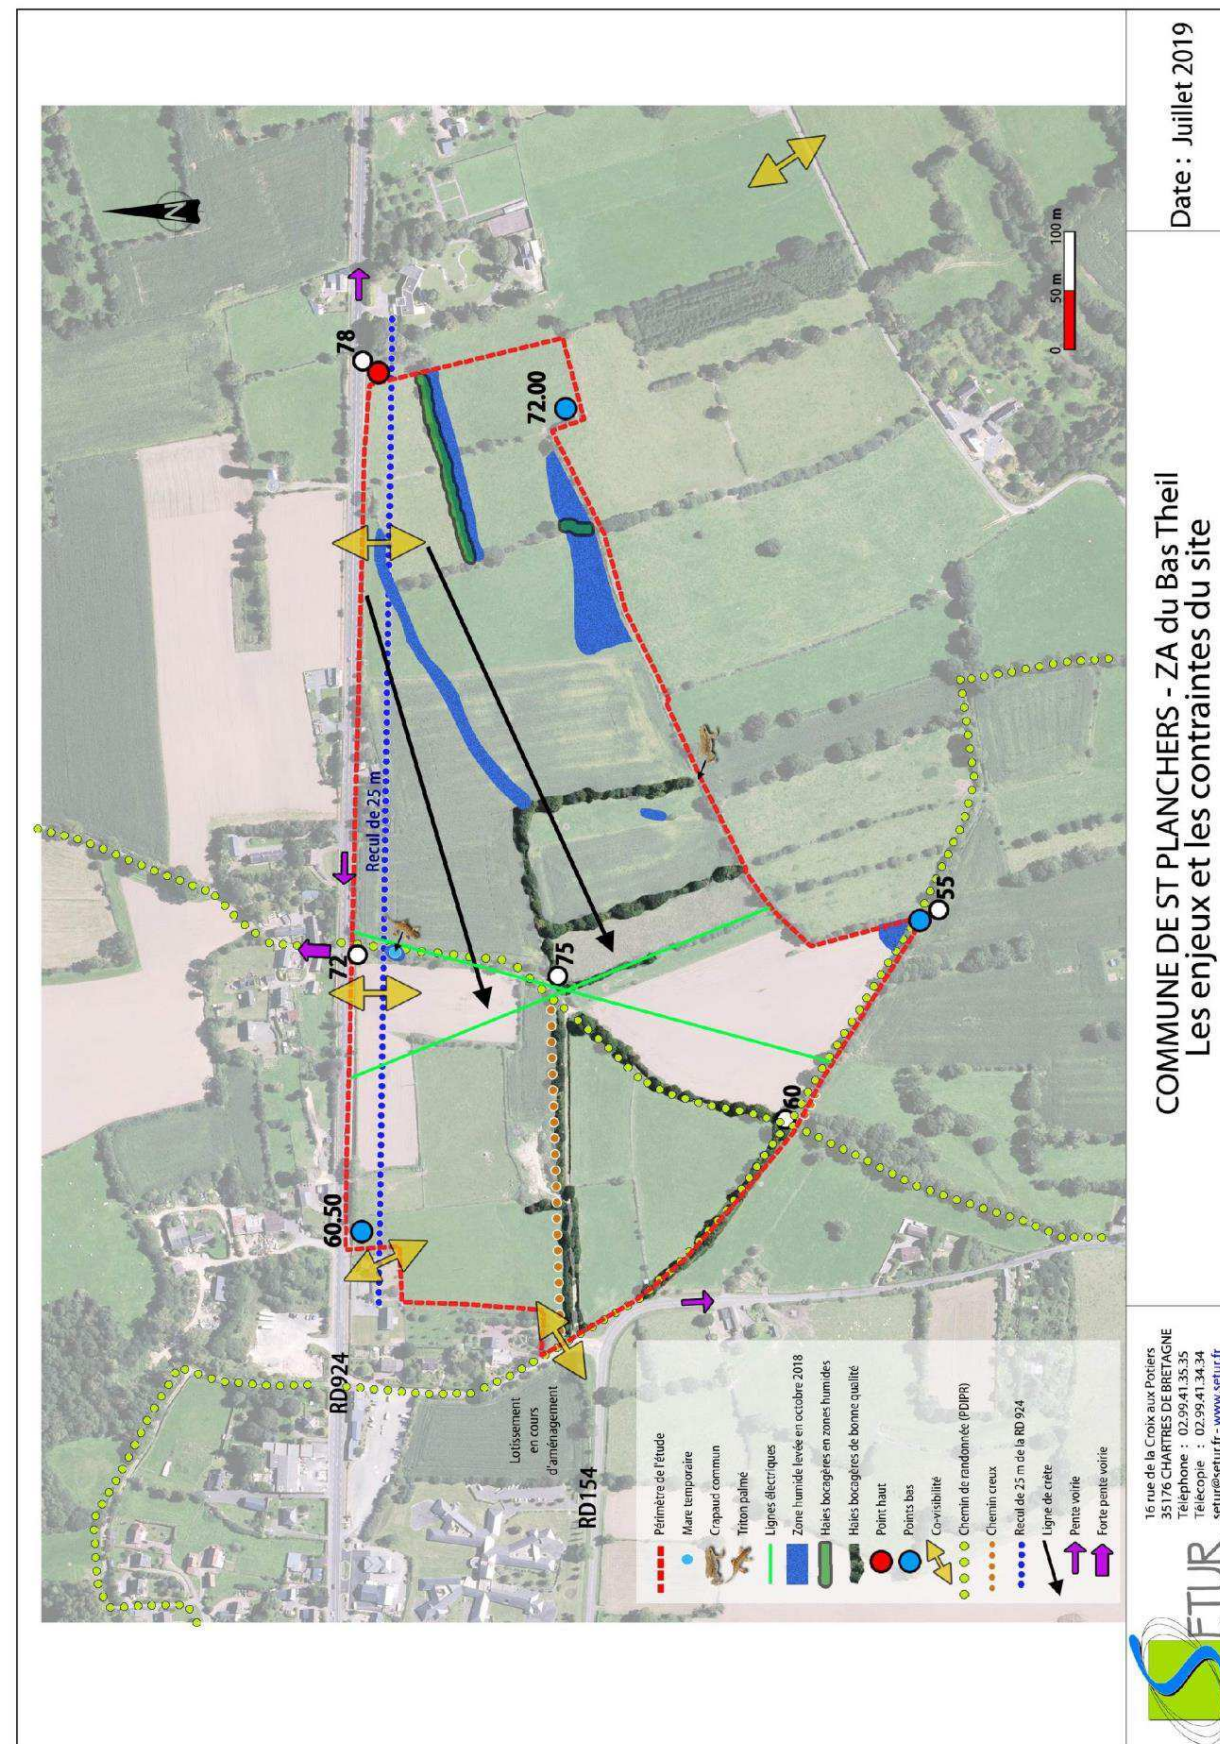 RD924
60.50
72
78
Recul de 25 m
75
72.00
60
55
Lotissement
en cours
d'aménagement
RD154
N
0
50 m
100 m
Périmètre de l'étude
Mare temporaire
Crapaud commun
Triton palmé
Lignes électriques
Zone humide levée en octobre 2018
Haies bocagères en zones humides
Haies bocagères de bonne qualité
Point haut
Points bas
Co-visibilité
Chemin de randonnée (PDIPR)
Chemin creux
Recul de 25 m de la RD 924
Ligne de crète
Pente voirie
Forte pente voirie
SETUR
16 rue de la Croix aux Potiers
35176 CHARTRES DE BRETAGNE
Téléphone : 02.99.41.35.35
Télécopie : 02.99.41.34.34
setur@setur.fr - www.setur.fr
COMMUNE DE ST PLANCHERS - ZA du Bas Theil
Les enjeux et les contraintes du site
Date : Juillet 2019